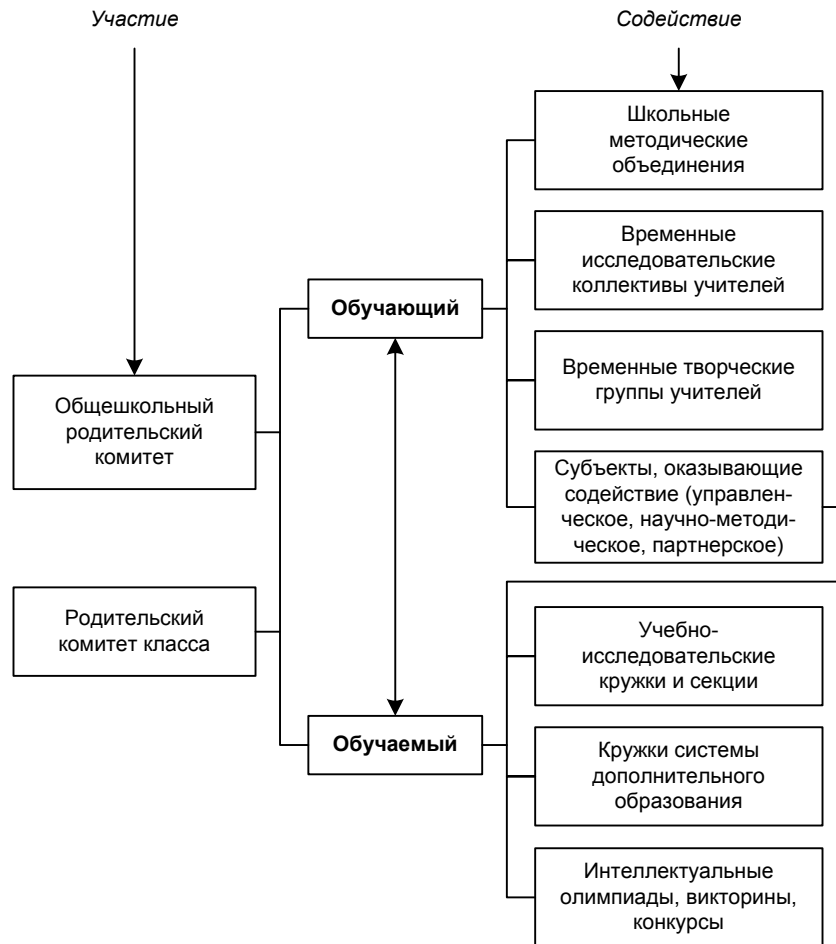 Участие
Содействие
Школьные
методические
объединения
Временные
исследовательские
коллективы учителей
Обучающий
Временные творческие
группы учителей
Общешкольный
родительский
комитет
Субъекты, оказывающие
содействие (управлен-
ческое, научно-методи-
ческое, партнерское)
Родительский
комитет класса
Учебно-
исследовательские
кружки и секции
Обучаемый
Кружки системы
дополнительного
образования
Интеллектуальные
олимпиады, викторины,
конкурсы